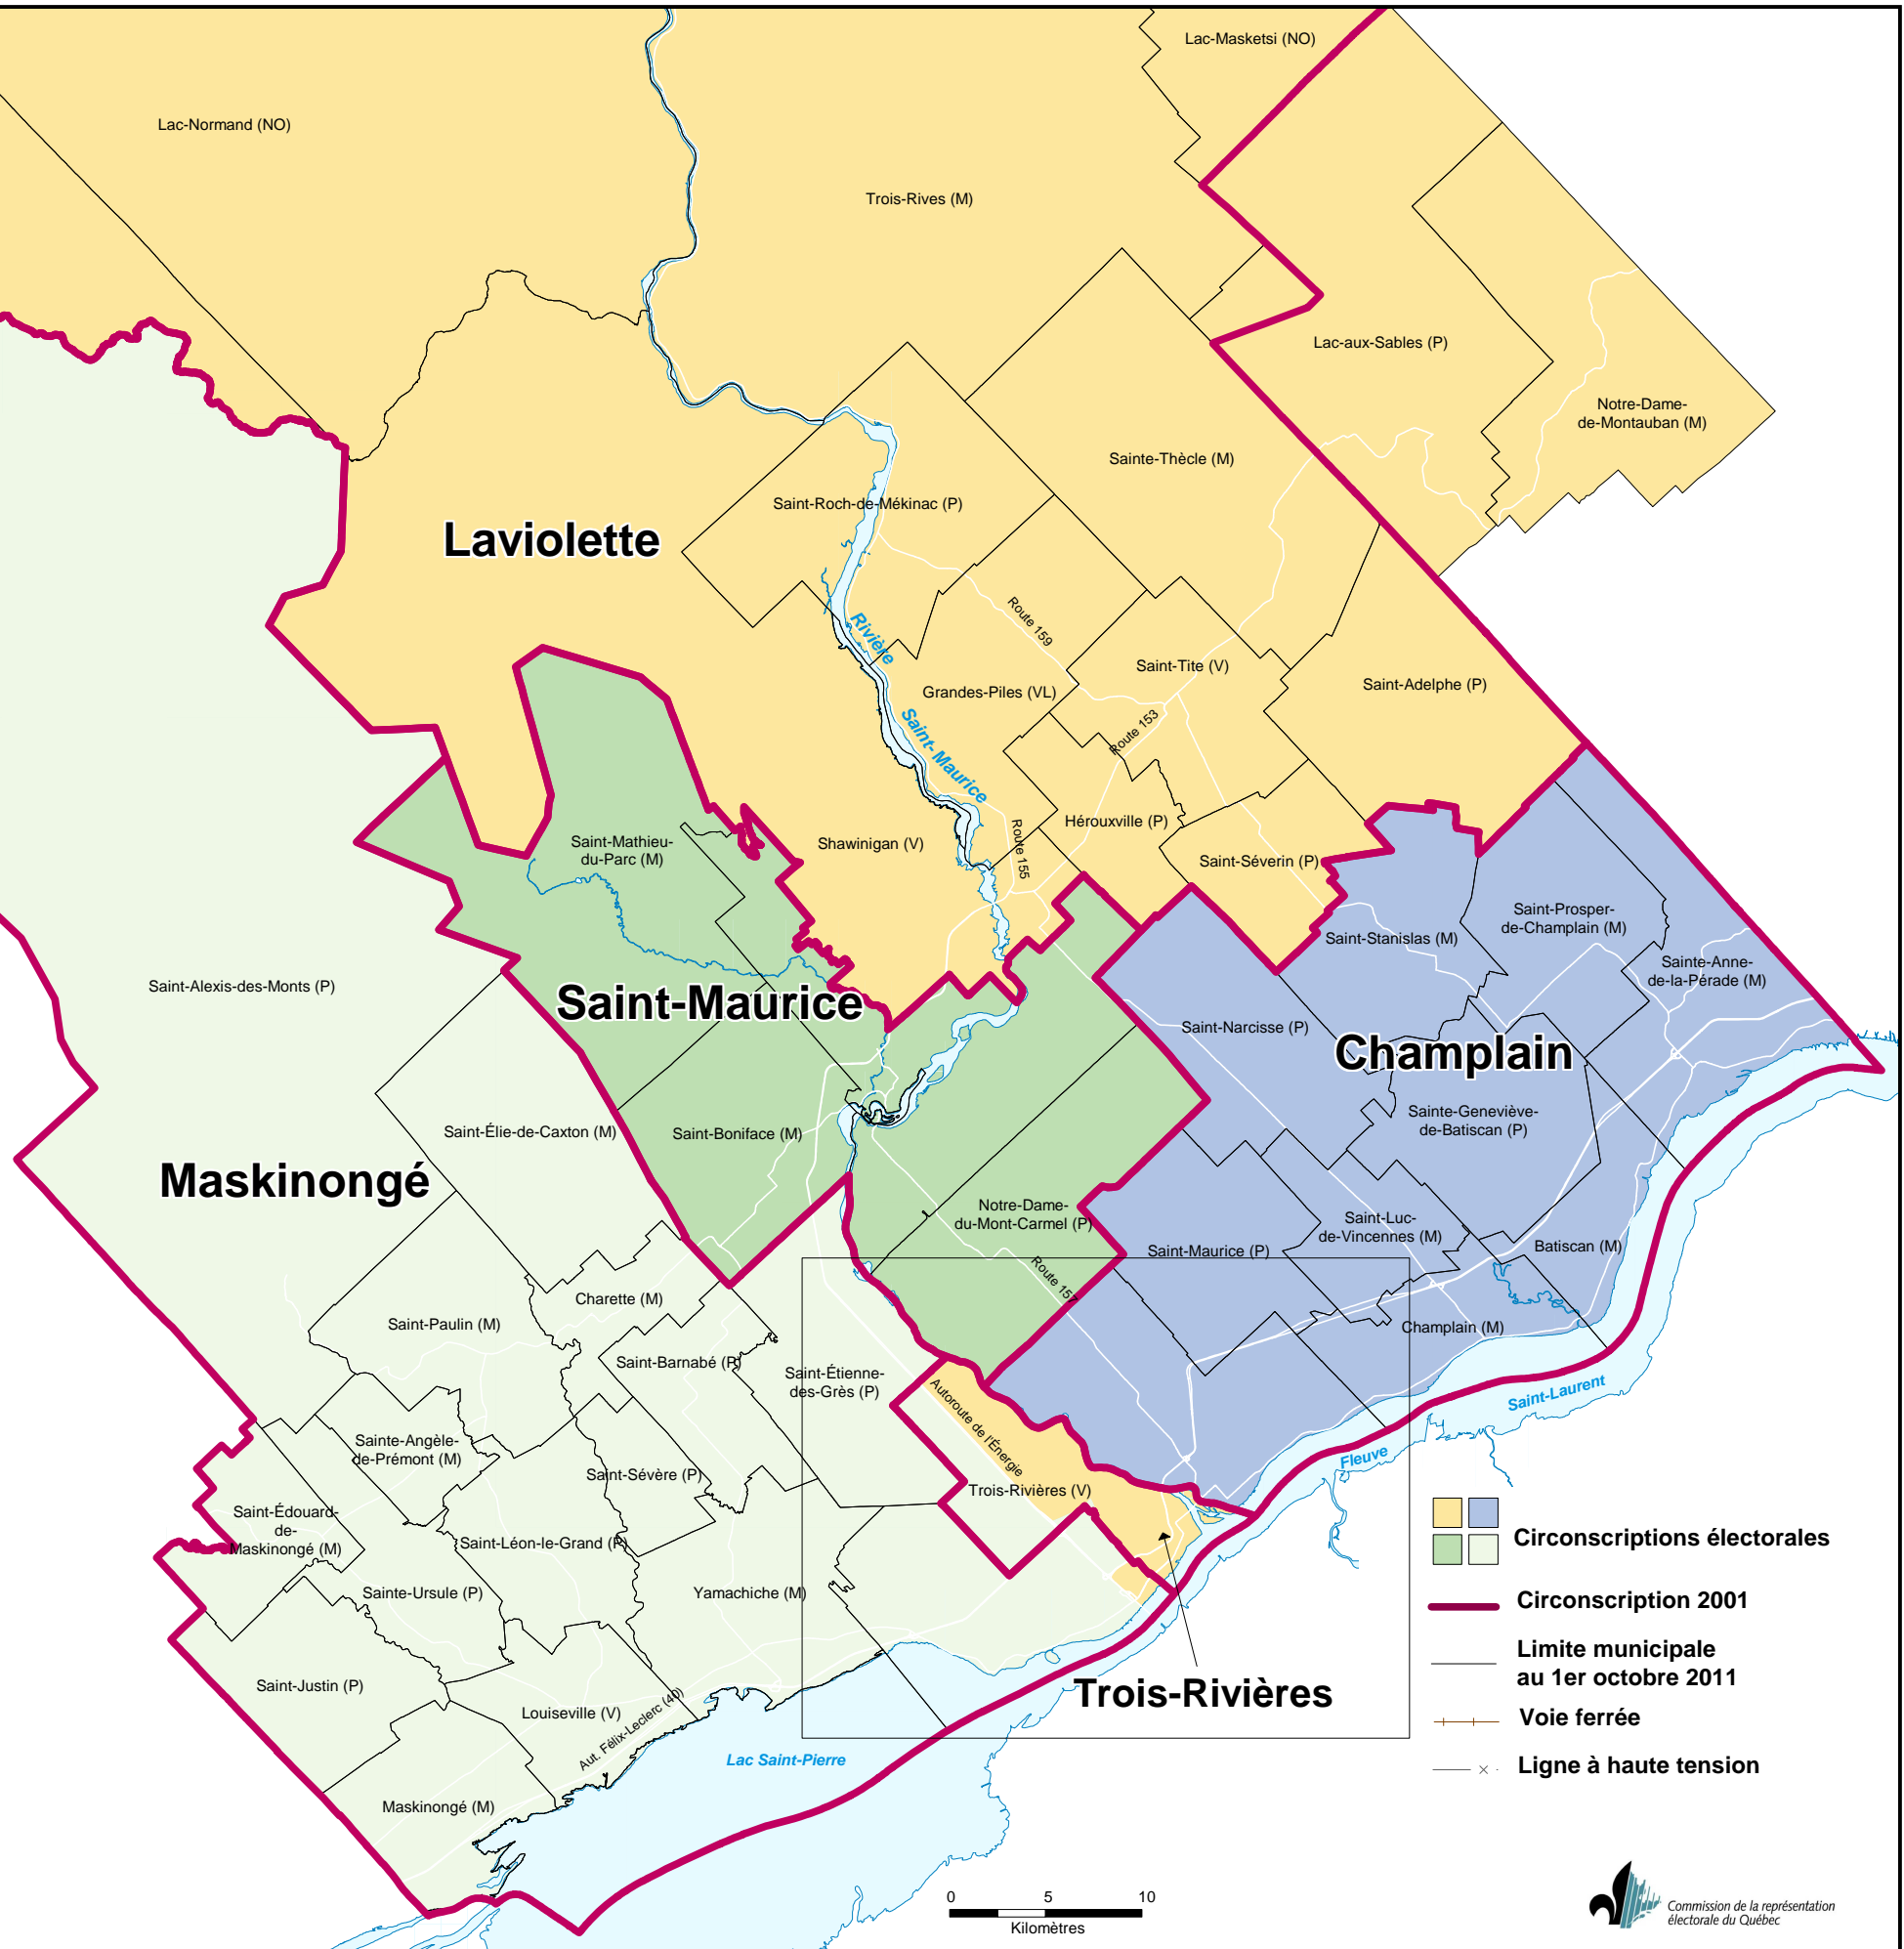 Lac-Masketsi (NO)
Lac-Normand (NO)
Trois-Rives (M)
Lac-aux-Sables (P)
Notre-Dame-
de-Montauban (M)
Sainte-Thècle (M)
Saint-Roch-de-Mékinac (P)
Laviolette
Route 159
Rivière
Saint-Maurice
Saint-Tite (V)
Saint-Adelphe (P)
Grandes-Piles (VL)
Route 153
Hérouxville (P)
Route 155
Saint-Mathieu-
du-Parc (M)
Shawinigan (V)
Saint-Séverin (P)
Saint-Prosper-
de-Champlain (M)
Saint-Stanislas (M)
Sainte-Anne-
de-la-Pérade (M)
Saint-Alexis-des-Monts (P)
Saint-Maurice
Saint-Narcisse (P)
Champlain
Sainte-Geneviève-
de-Batiscan (P)
Saint-Élie-de-Caxton (M)
Saint-Boniface (M)
Maskinongé
Notre-Dame-
du-Mont-Carmel (P)
Saint-Luc-
de-Vincennes (M)
Saint-Maurice (P)
Batiscan (M)
Route 157
Charette (M)
Saint-Paulin (M)
Champlain (M)
Saint-Barnabé (P)
Saint-Étienne-
des-Grès (P)
Autoroute de l'Énergie
Saint-Laurent
Fleuve
Sainte-Angèle-
de-Prémont (M)
Saint-Sévère (P)
Trois-Rivières (V)
Saint-Édouard-
de-
Maskinongé (M)
Saint-Léon-le-Grand (P)
Sainte-Ursule (P)
Yamachiche (M)
Saint-Justin (P)
Louiseville (V)
Aut. Félix-Leclerc (40)
Trois-Rivières
Lac Saint-Pierre
Maskinongé (M)
Circonscriptions électorales
Circonscription 2001
Limite municipale
au 1er octobre 2011
Voie ferrée
Ligne à haute tension
0 5 10
Kilomètres
Commission de la représentation
électorale du Québec